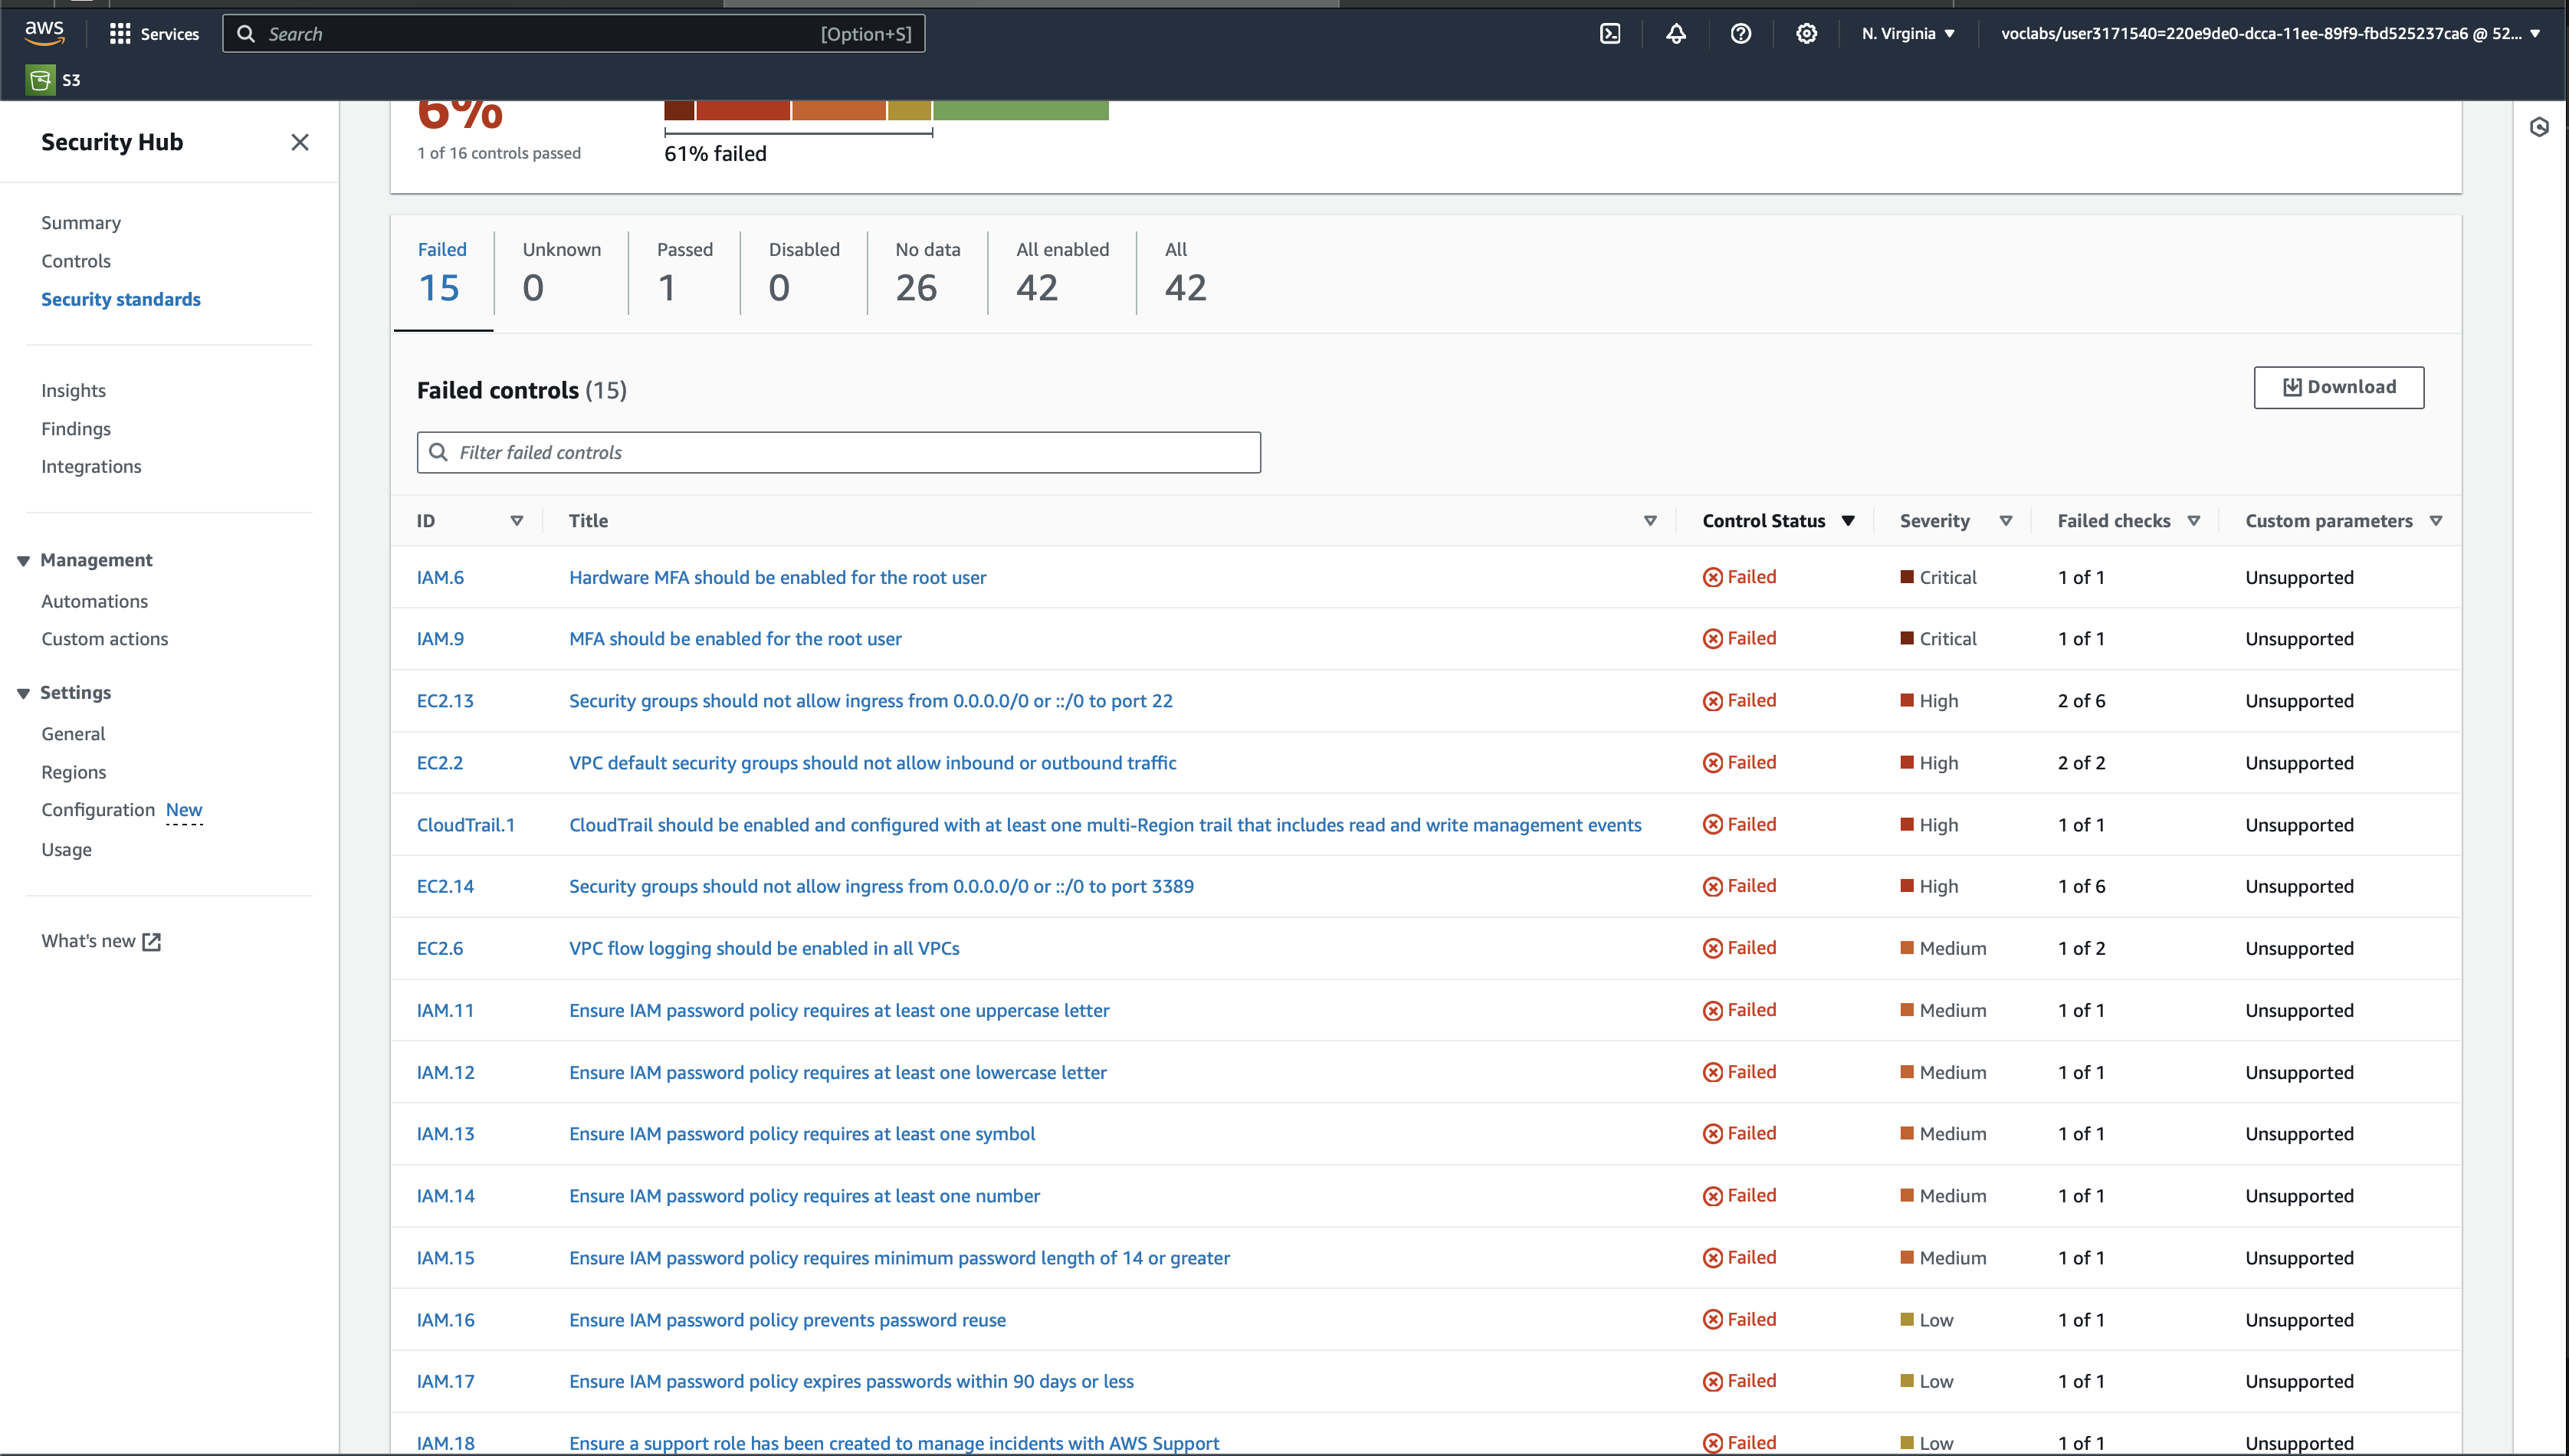 aws
Services
Search
[Option+S]
N. Virginia
voclabs/user3171540=220e9de0-dcca-11ee-89f9-fbd525237ca6 @ 52...
S3
Security Hub
Summary
Controls
Security standards
Insights
Findings
Integrations
Management
Automations
Custom actions
Settings
General
Regions
Configuration New
Usage
What's new
6%
1 of 16 controls passed
61% failed
Failed Unknown Passed Disabled No data All enabled All
15 0 1 0 26 42 42
Failed controls (15)
Download
Filter failed controls
ID Title Control Status Severity Failed checks Custom parameters
IAM.6 Hardware MFA should be enabled for the root user Failed Critical 1 of 1 Unsupported
IAM.9 MFA should be enabled for the root user Failed Critical 1 of 1 Unsupported
EC2.13 Security groups should not allow ingress from 0.0.0.0/0 or ::/0 to port 22 Failed High 2 of 6 Unsupported
EC2.2 VPC default security groups should not allow inbound or outbound traffic Failed High 2 of 2 Unsupported
CloudTrail.1 CloudTrail should be enabled and configured with at least one multi-Region trail that includes read and write management events Failed High 1 of 1 Unsupported
EC2.14 Security groups should not allow ingress from 0.0.0.0/0 or ::/0 to port 3389 Failed High 1 of 6 Unsupported
EC2.6 VPC flow logging should be enabled in all VPCs Failed Medium 1 of 2 Unsupported
IAM.11 Ensure IAM password policy requires at least one uppercase letter Failed Medium 1 of 1 Unsupported
IAM.12 Ensure IAM password policy requires at least one lowercase letter Failed Medium 1 of 1 Unsupported
IAM.13 Ensure IAM password policy requires at least one symbol Failed Medium 1 of 1 Unsupported
IAM.14 Ensure IAM password policy requires at least one number Failed Medium 1 of 1 Unsupported
IAM.15 Ensure IAM password policy requires minimum password length of 14 or greater Failed Medium 1 of 1 Unsupported
IAM.16 Ensure IAM password policy prevents password reuse Failed Low 1 of 1 Unsupported
IAM.17 Ensure IAM password policy expires passwords within 90 days or less Failed Low 1 of 1 Unsupported
IAM.18 Ensure a support role has been created to manage incidents with AWS Support Failed Low 1 of 1 Unsupported